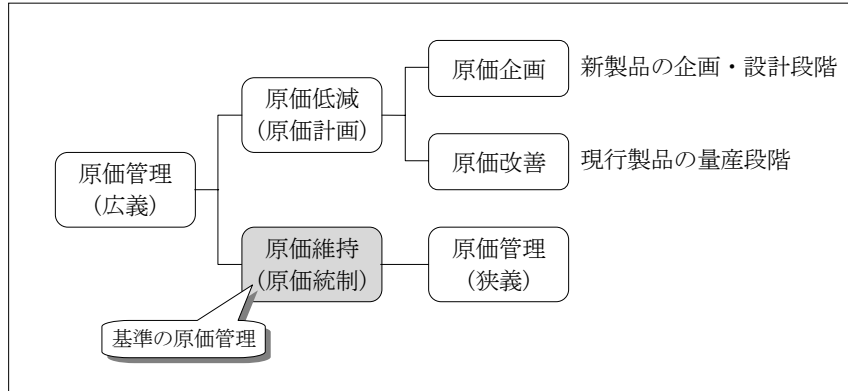 原価企画
新製品の企画・設計段階
原価低減
(原価計画)
原価改善
現行製品の量産段階
原価管理
(広義)
原価維持
(原価統制)
原価管理
(狭義)
基準の原価管理